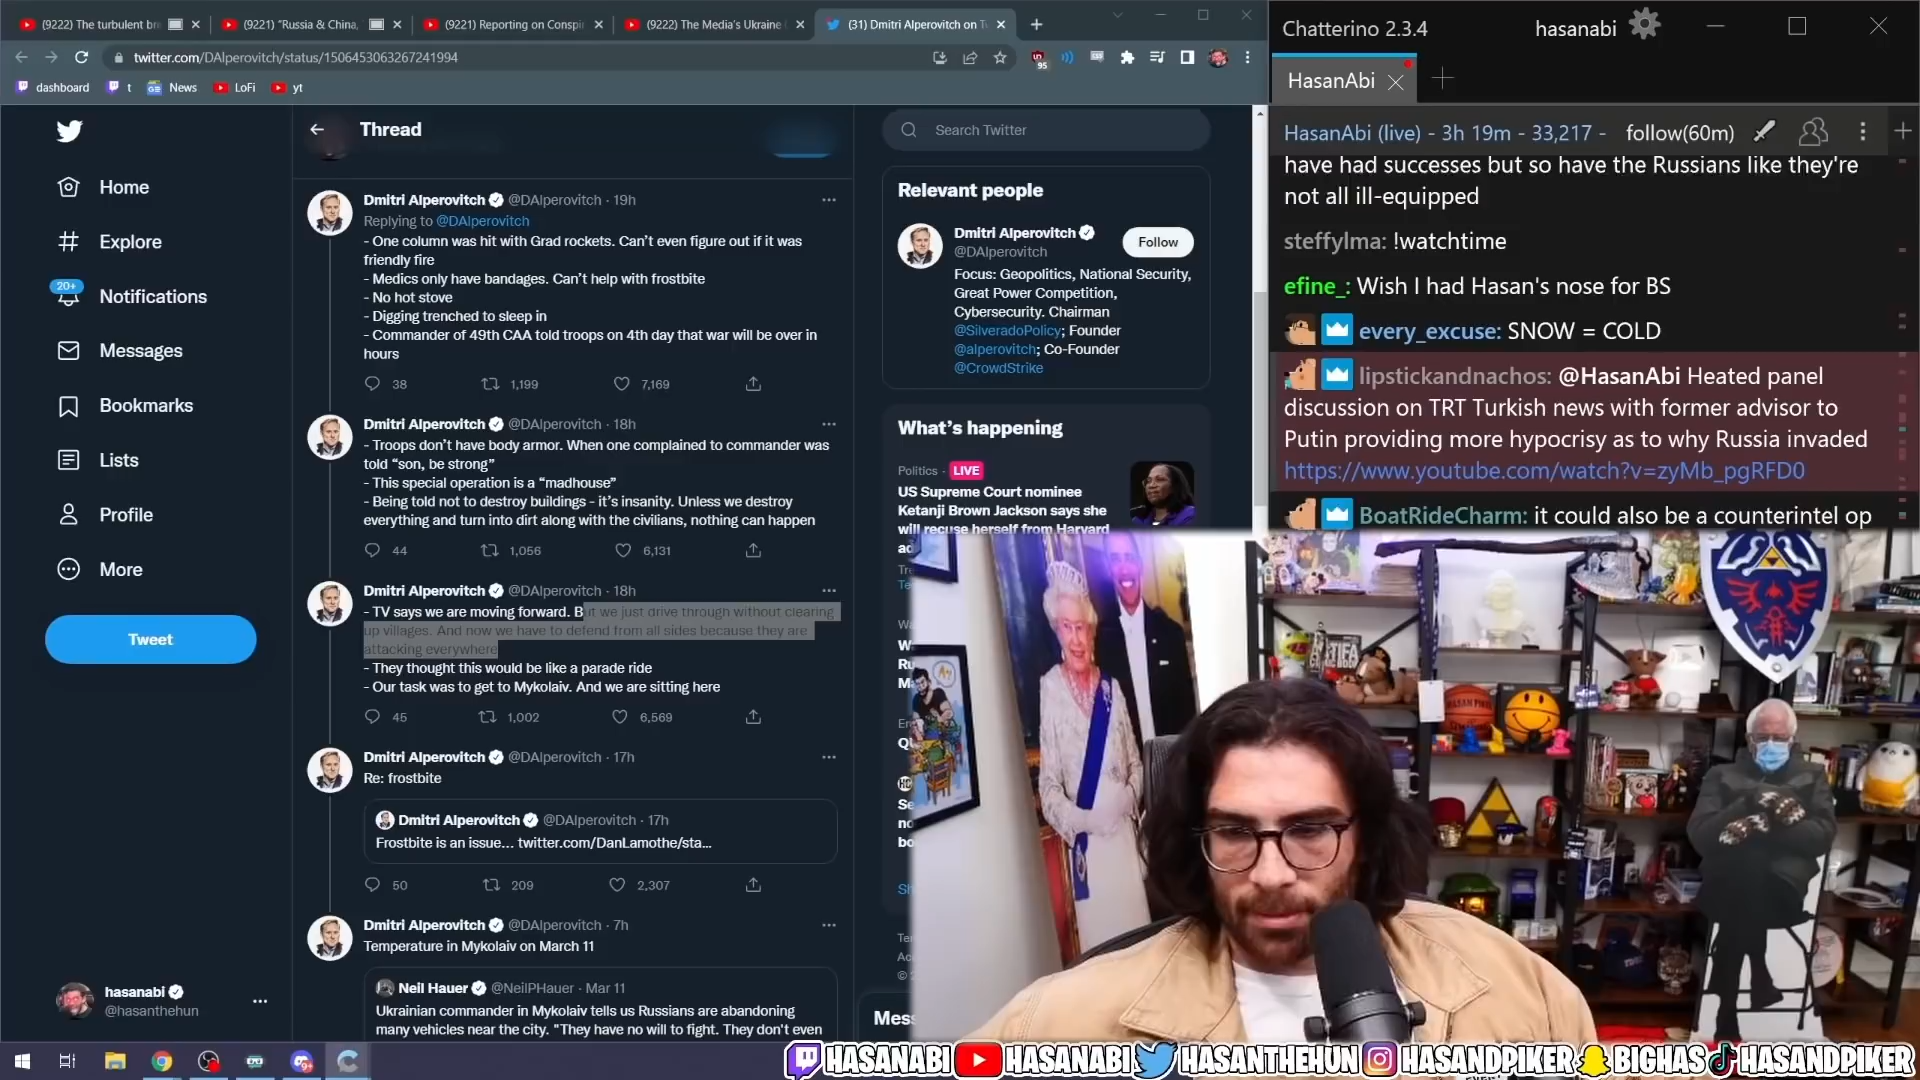 (9222) The turbulent bre
(9221) "Russia & China,
(9221) Reporting on Conspi
(9222) The Media's Ukraine
(31) Dmitri Alperovitch on T
twitter.com/DAlperovitch/status/1506453063267241994
95
dashboard
t
News
LoFi
yt
Home
Explore
20+
Notifications
Messages
Bookmarks
Lists
Profile
More
Tweet
hasanabi
@hasanthehun
Thread
Dmitri Alperovitch @DAlperovitch · 19h
Replying to @DAlperovitch
- One column was hit with Grad rockets. Can't even figure out if it was
friendly fire
- Medics only have bandages. Can't help with frostbite
- No hot stove
- Digging trenched to sleep in
- Commander of 49th CAA told troops on 4th day that war will be over in
hours
38 1,199 7,169
Dmitri Alperovitch @DAlperovitch · 18h
- Troops don't have body armor. When one complained to commander was
told "son, be strong"
- This special operation is a "madhouse"
- Being told not to destroy buildings - it's insanity. Unless we destroy
everything and turn into dirt along with the civilians, nothing can happen
44 1,056 6,131
Dmitri Alperovitch @DAlperovitch · 18h
- TV says we are moving forward. But we just drive through without clearing
up villages. And now we have to defend from all sides because they are
attacking everywhere
- They thought this would be like a parade ride
- Our task was to get to Mykolaiv. And we are sitting here
45 1,002 6,569
Dmitri Alperovitch @DAlperovitch · 17h
Re: frostbite
Dmitri Alperovitch @DAlperovitch · 17h
Frostbite is an issue... twitter.com/DanLamothe/sta...
50 209 2,307
Dmitri Alperovitch @DAlperovitch · 7h
Temperature in Mykolaiv on March 11
Neil Hauer @NeilPHauer · Mar 11
Ukrainian commander in Mykolaiv tells us Russians are abandoning
many vehicles near the city. "They have no will to fight. They don't even
Search Twitter
Relevant people
Dmitri Alperovitch
@DAlperovitch
Follow
Focus: Geopolitics, National Security,
Great Power Competition,
Cybersecurity. Chairman
@SilveradoPolicy; Founder
@alperovitch; Co-Founder
@CrowdStrike
What's happening
Politics · LIVE
US Supreme Court nominee
Ketanji Brown Jackson says she
will recuse herself from Harvard
Mess
Chatterino 2.3.4
hasanabi
HasanAbi
HasanAbi (live) - 3h 19m - 33,217 -
follow(60m)
have had successes but so have the Russians like they're
not all ill-equipped
steffylma: !watchtime
efine_: Wish I had Hasan's nose for BS
every_excuse: SNOW = COLD
lipstickandnachos: @HasanAbi Heated panel
discussion on TRT Turkish news with former advisor to
Putin providing more hypocrisy as to why Russia invaded
https://www.youtube.com/watch?v=zyMb_pgRFD0
BoatRideCharm: it could also be a counterintel op
HASANABI HASANABI HASANTHEHUN HASANDPIKER BIGHAS HASANDPIKER